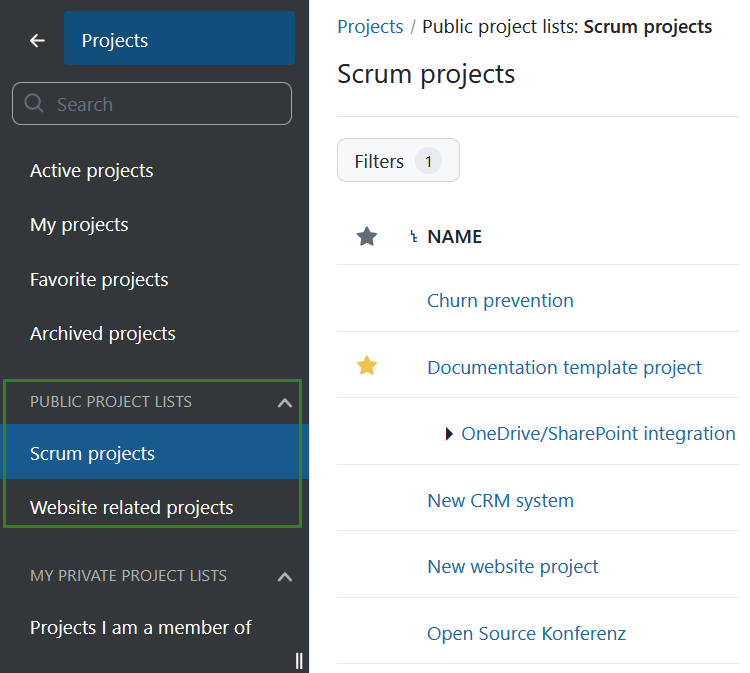 Projects
Search
Active projects
My projects
Favorite projects
Archived projects
PUBLIC PROJECT LISTS
Scrum projects
Website related projects
MY PRIVATE PROJECT LISTS
Projects I am a member of
Projects / Public project lists: Scrum projects
Scrum projects
Filters 1
NAME
Churn prevention
Documentation template project
OneDrive/SharePoint integration
New CRM system
New website project
Open Source Konferenz